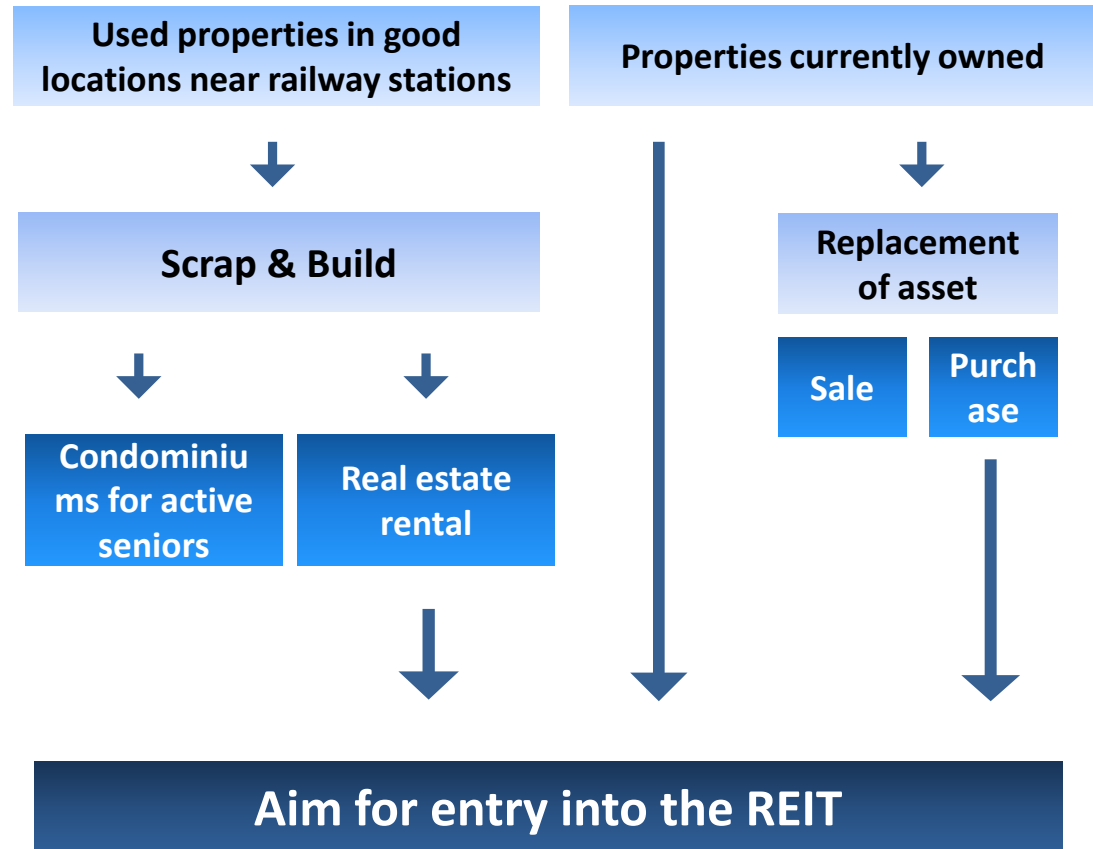 Used properties in good
locations near railway stations
Properties currently owned
Scrap & Build
Replacement
of asset
Sale
Purch
ase
Condominiu
ms for active
seniors
Real estate
rental
Aim for entry into the REIT